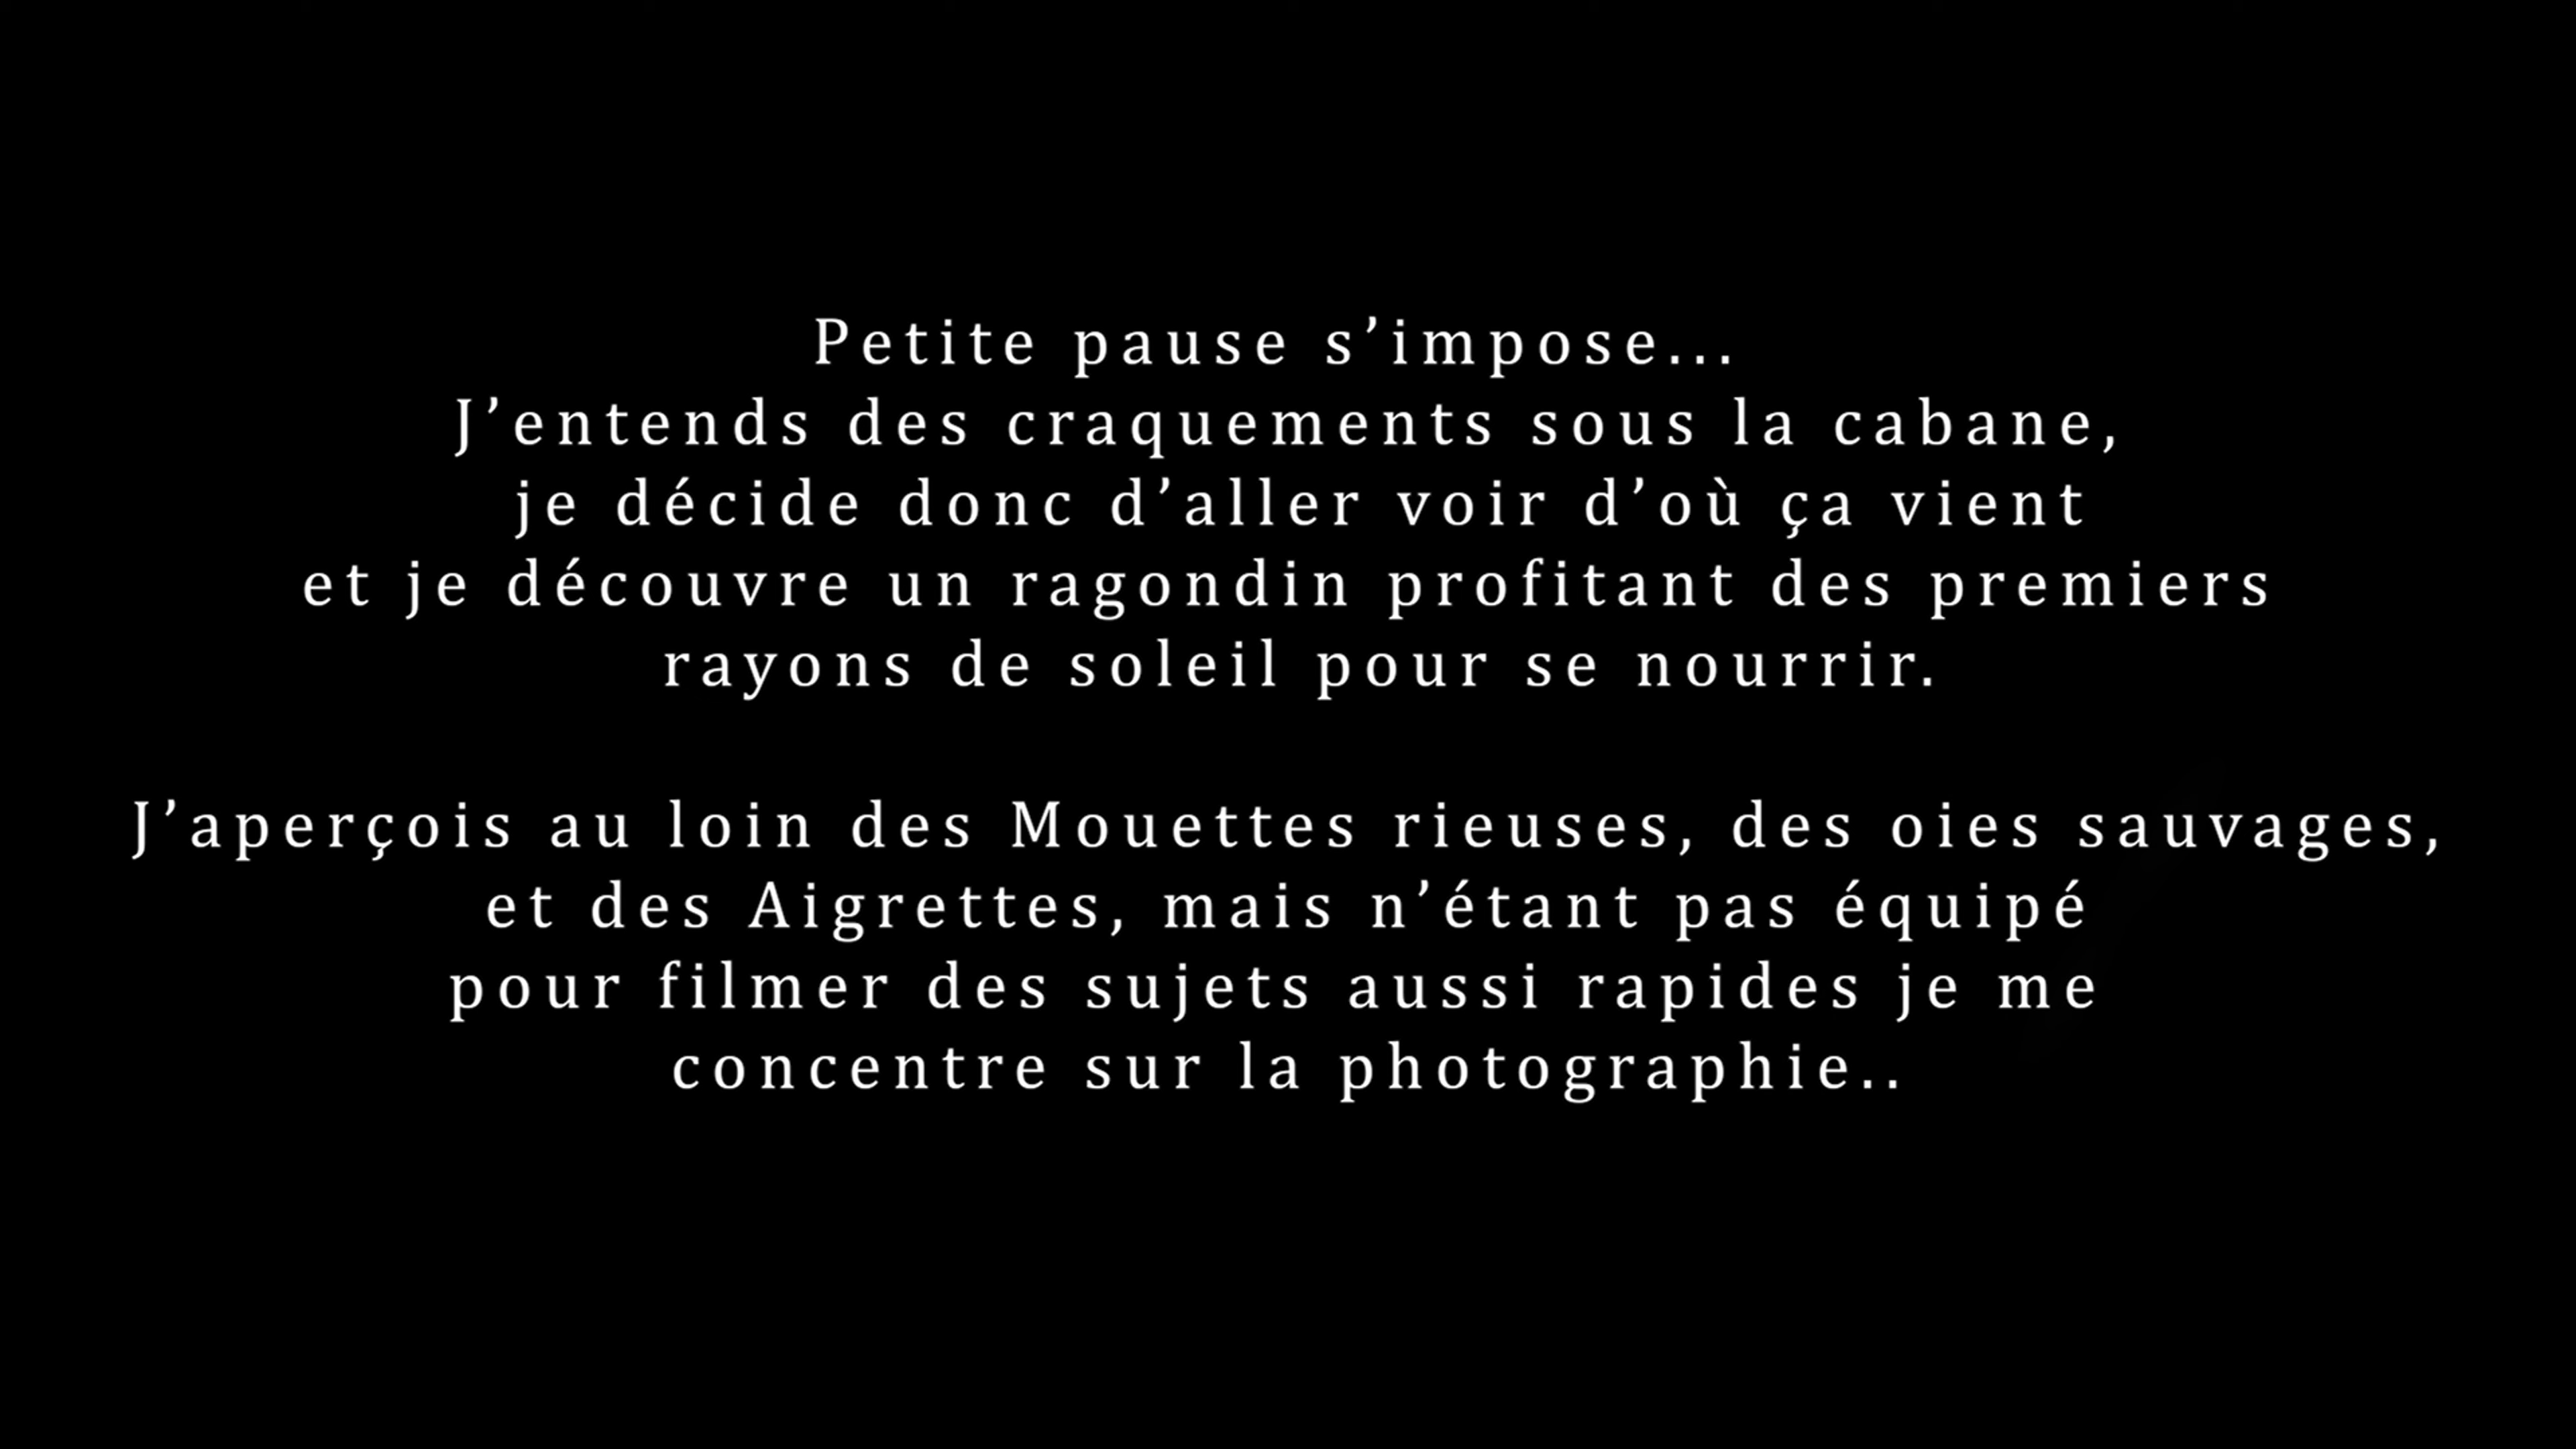 Petite pause s’impose...
J’entends des craquements sous la cabane,
je décide donc d’aller voir d’où ça vient
et je découvre un ragondin profitant des premiers
rayons de soleil pour se nourrir.
J’aperçois au loin des Mouettes rieuses, des oies sauvages,
et des Aigrettes, mais n’étant pas équipé
pour filmer des sujets aussi rapides je me
concentre sur la photographie..